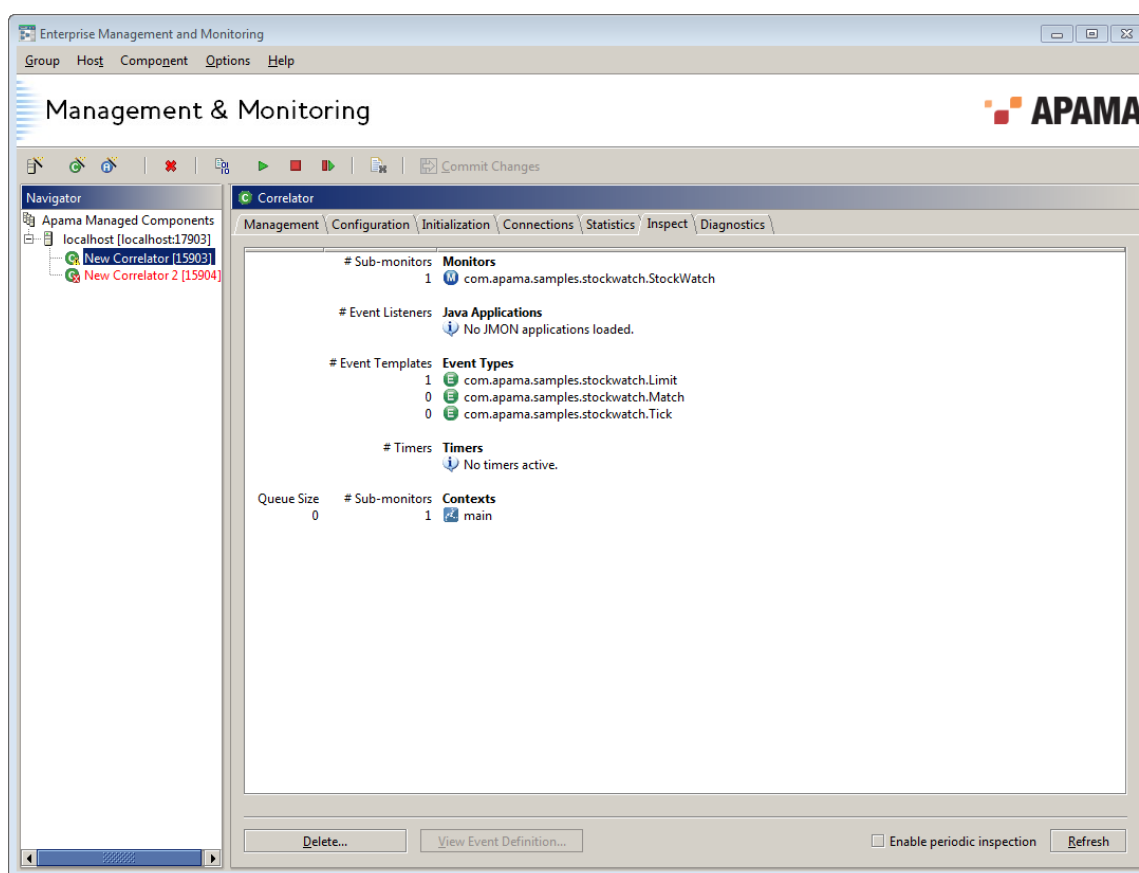 Enterprise Management and Monitoring
Group Host Component Options Help
Management & Monitoring
APAMA
Commit Changes
Navigator
Apama Managed Components
localhost [localhost:17903]
New Correlator [15903]
New Correlator 2 [15904]
Correlator
Management Configuration Initialization Connections Statistics Inspect Diagnostics
# Sub-monitors Monitors
1 com.apama.samples.stockwatch.StockWatch
# Event Listeners Java Applications
No JMON applications loaded.
# Event Templates Event Types
1 com.apama.samples.stockwatch.Limit
0 com.apama.samples.stockwatch.Match
0 com.apama.samples.stockwatch.Tick
# Timers Timers
No timers active.
Queue Size # Sub-monitors Contexts
0 1 main
Delete... View Event Definition... Enable periodic inspection Refresh